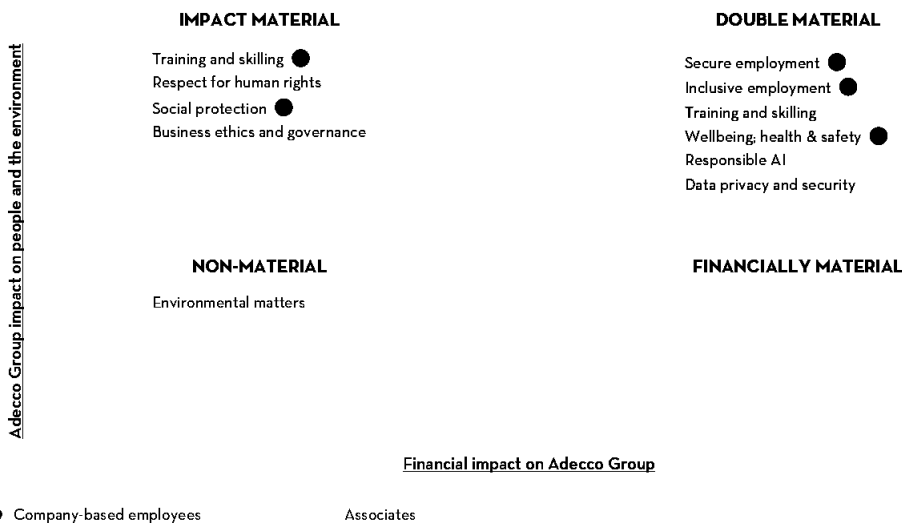 IMPACT MATERIAL
Training and skilling
Respect for human rights
Social protection
Business ethics and governance
DOUBLE MATERIAL
Secure employment
Inclusive employment
Training and skilling
Wellbeing; health & safety
Responsible AI
Data privacy and security
Adecco Group impact on people and the environment
NON-MATERIAL
Environmental matters
FINANCIALLY MATERIAL
Financial impact on Adecco Group
Company-based employees
Associates